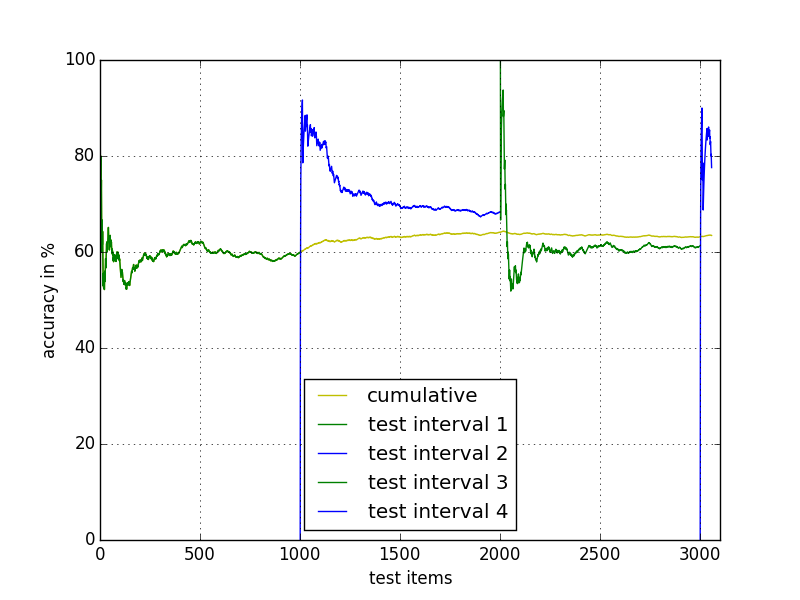 100
80
60
40
20
0
accuracy in %
cumulative
test interval 1
test interval 2
test interval 3
test interval 4
0 500 1000 1500 2000 2500 3000
test items